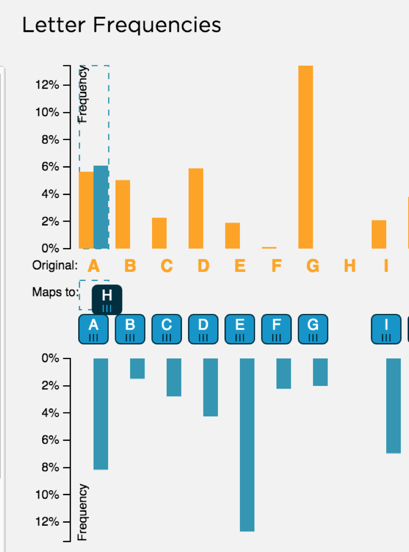 Letter Frequencies
Frequency
12%
10%
8%
6%
4%
2%
0%
Original: A B C D E F G H I
Maps to: H
A B C D E F G I
0%
2%
4%
6%
8%
10%
12%
Frequency